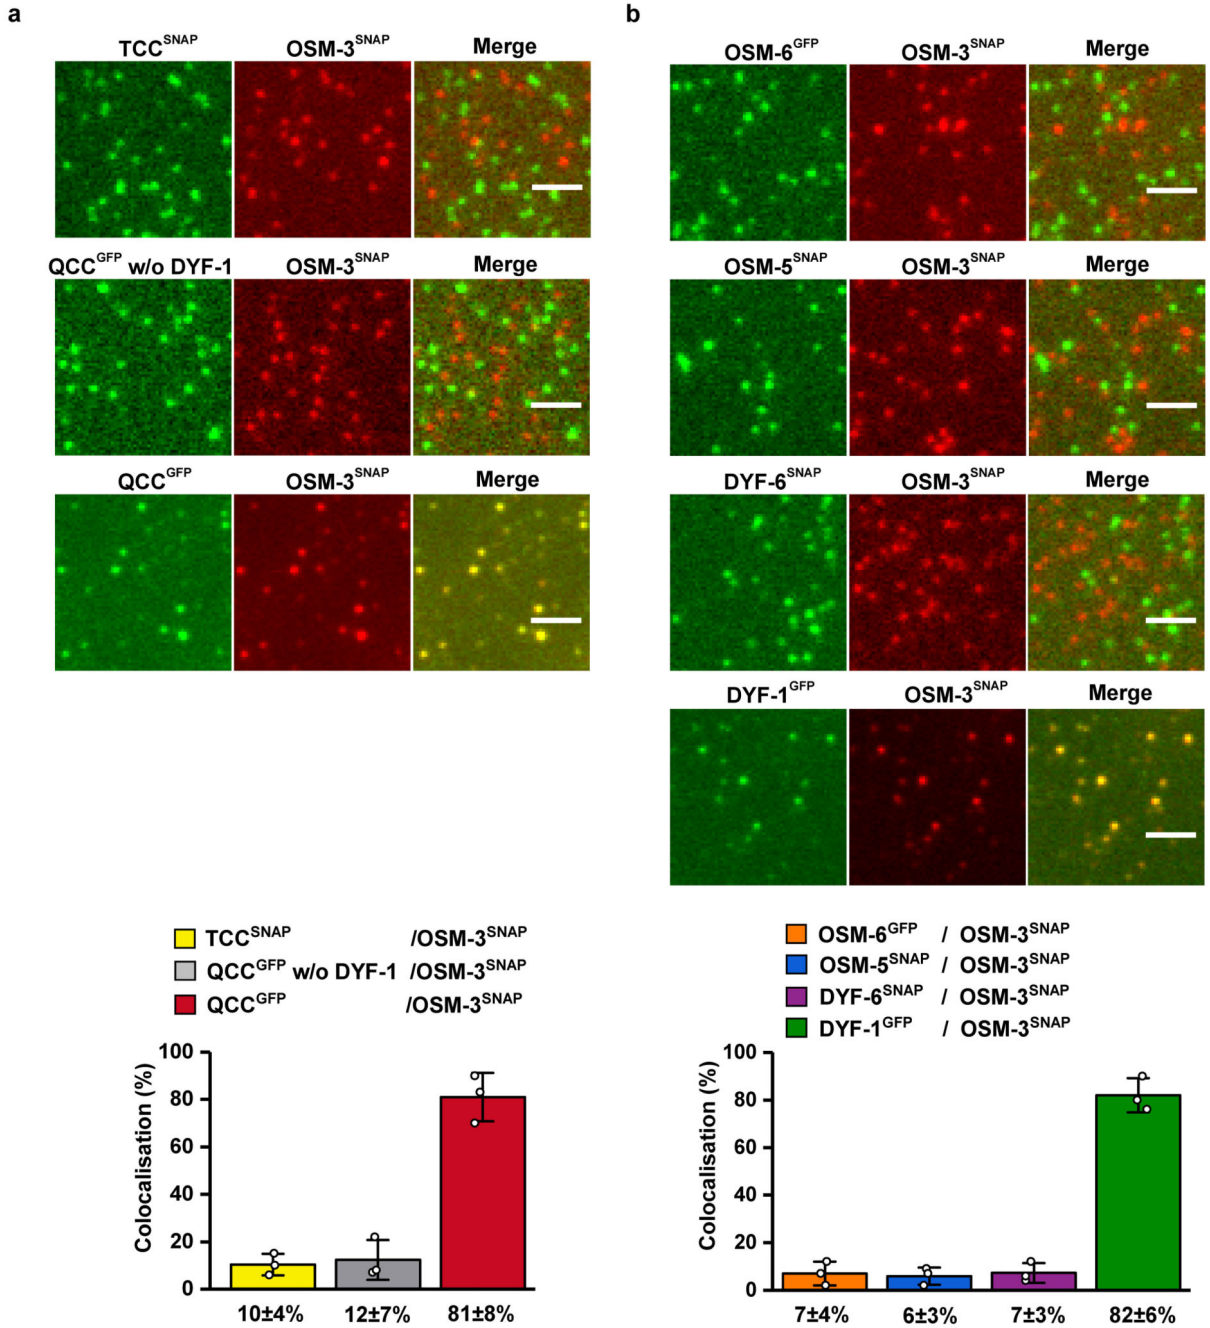 a
TCC^SNAP OSM-3^SNAP Merge
QCC^GFP w/o DYF-1 OSM-3^SNAP Merge
QCC^GFP OSM-3^SNAP Merge
TCC^SNAP /OSM-3^SNAP
QCC^GFP w/o DYF-1 /OSM-3^SNAP
QCC^GFP /OSM-3^SNAP
Colocalisation (%)
100
80
60
40
20
0
10±4% 12±7% 81±8%
b
OSM-6^GFP OSM-3^SNAP Merge
OSM-5^SNAP OSM-3^SNAP Merge
DYF-6^SNAP OSM-3^SNAP Merge
DYF-1^GFP OSM-3^SNAP Merge
OSM-6^GFP / OSM-3^SNAP
OSM-5^SNAP / OSM-3^SNAP
DYF-6^SNAP / OSM-3^SNAP
DYF-1^GFP / OSM-3^SNAP
Colocalisation (%)
100
80
60
40
20
0
7±4% 6±3% 7±3% 82±6%